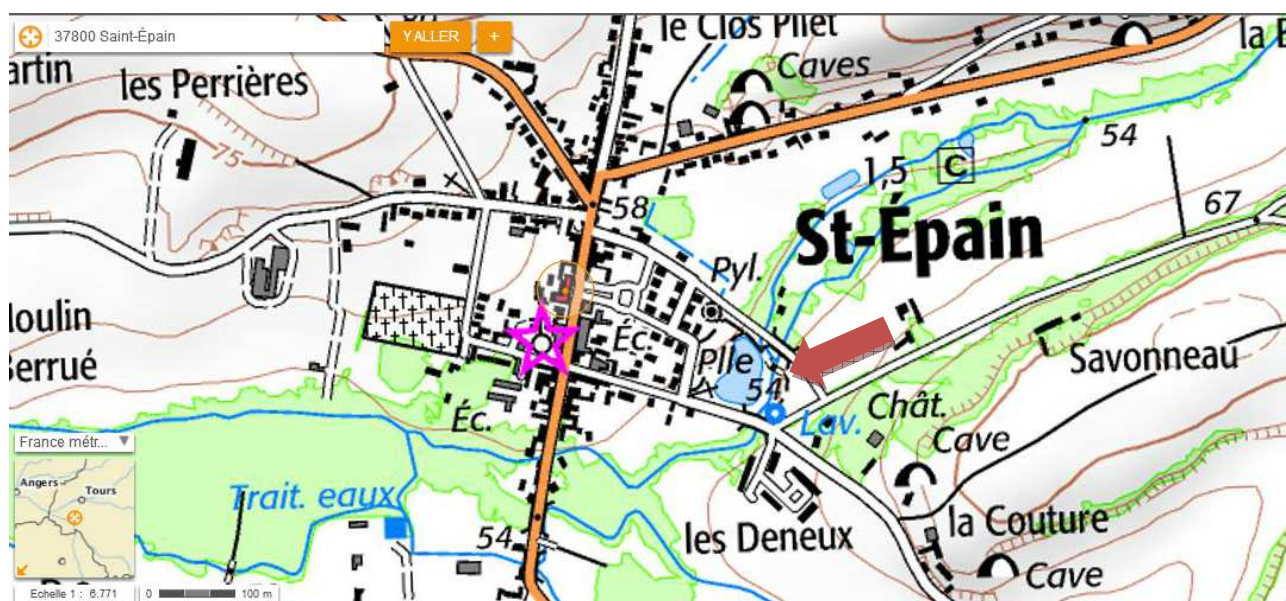 37800 Saint-Épain
Y ALLER
+
le Clos Pilet
artin
les Perrières
Caves
75
54
1,5
C
58
67
St-Épain
Pyl.
oulin
Berrué
Éc.
Plle
54
Savonneau
Éc.
Lav.
Chât.
Cave
France métr...
Angers
Tours
Trait. eaux
54
les Deneux
la Couture
Cave
Echelle 1 : 6.771
0
100 m